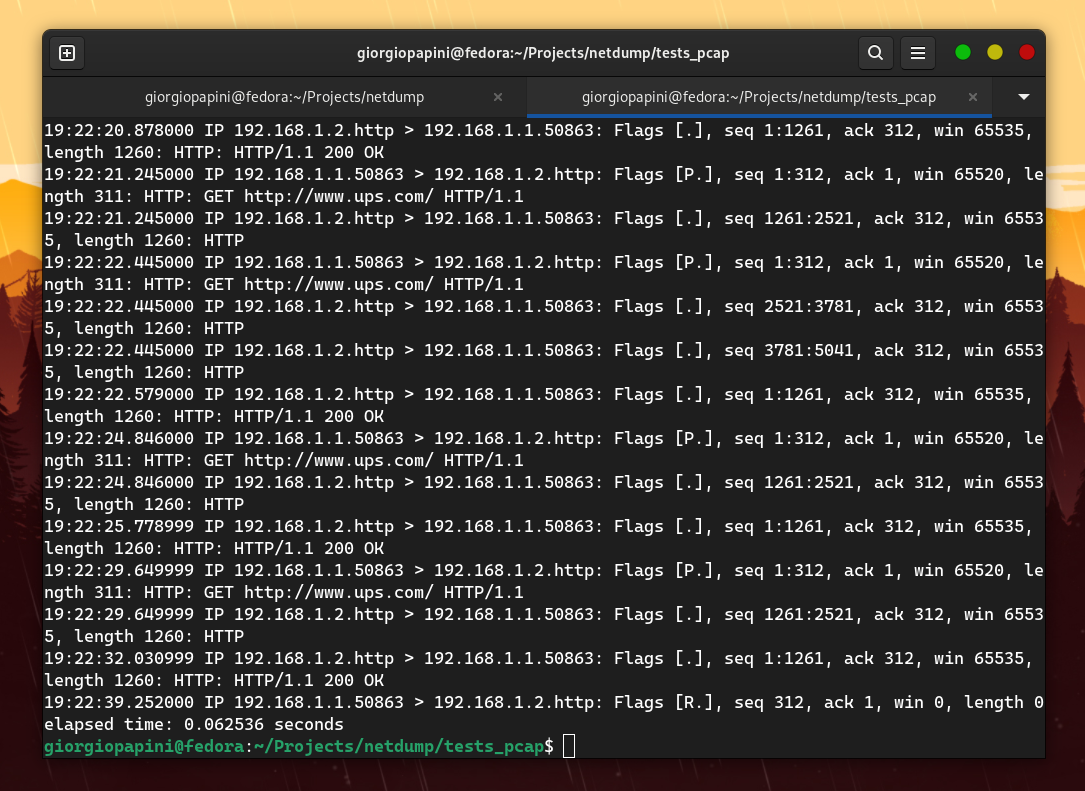 giorgiopapini@fedora:~/Projects/netdump/tests_pcap
giorgiopapini@fedora:~/Projects/netdump
giorgiopapini@fedora:~/Projects/netdump/tests_pcap
19:22:20.878000 IP 192.168.1.2.http > 192.168.1.1.50863: Flags [.], seq 1:1261, ack 312, win 65535,
length 1260: HTTP: HTTP/1.1 200 OK
19:22:21.245000 IP 192.168.1.1.50863 > 192.168.1.2.http: Flags [P.], seq 1:312, ack 1, win 65520, le
ngth 311: HTTP: GET http://www.ups.com/ HTTP/1.1
19:22:21.245000 IP 192.168.1.2.http > 192.168.1.1.50863: Flags [.], seq 1261:2521, ack 312, win 6553
5, length 1260: HTTP
19:22:22.445000 IP 192.168.1.1.50863 > 192.168.1.2.http: Flags [P.], seq 1:312, ack 1, win 65520, le
ngth 311: HTTP: GET http://www.ups.com/ HTTP/1.1
19:22:22.445000 IP 192.168.1.2.http > 192.168.1.1.50863: Flags [.], seq 2521:3781, ack 312, win 6553
5, length 1260: HTTP
19:22:22.445000 IP 192.168.1.2.http > 192.168.1.1.50863: Flags [.], seq 3781:5041, ack 312, win 6553
5, length 1260: HTTP
19:22:22.579000 IP 192.168.1.2.http > 192.168.1.1.50863: Flags [.], seq 1:1261, ack 312, win 65535,
length 1260: HTTP: HTTP/1.1 200 OK
19:22:24.846000 IP 192.168.1.1.50863 > 192.168.1.2.http: Flags [P.], seq 1:312, ack 1, win 65520, le
ngth 311: HTTP: GET http://www.ups.com/ HTTP/1.1
19:22:24.846000 IP 192.168.1.2.http > 192.168.1.1.50863: Flags [.], seq 1261:2521, ack 312, win 6553
5, length 1260: HTTP
19:22:25.778999 IP 192.168.1.2.http > 192.168.1.1.50863: Flags [.], seq 1:1261, ack 312, win 65535,
length 1260: HTTP: HTTP/1.1 200 OK
19:22:29.649999 IP 192.168.1.1.50863 > 192.168.1.2.http: Flags [P.], seq 1:312, ack 1, win 65520, le
ngth 311: HTTP: GET http://www.ups.com/ HTTP/1.1
19:22:29.649999 IP 192.168.1.2.http > 192.168.1.1.50863: Flags [.], seq 1261:2521, ack 312, win 6553
5, length 1260: HTTP
19:22:32.030999 IP 192.168.1.2.http > 192.168.1.1.50863: Flags [.], seq 1:1261, ack 312, win 65535,
length 1260: HTTP: HTTP/1.1 200 OK
19:22:39.252000 IP 192.168.1.1.50863 > 192.168.1.2.http: Flags [R.], seq 312, ack 1, win 0, length 0
elapsed time: 0.062536 seconds
giorgiopapini@fedora:~/Projects/netdump/tests_pcap$